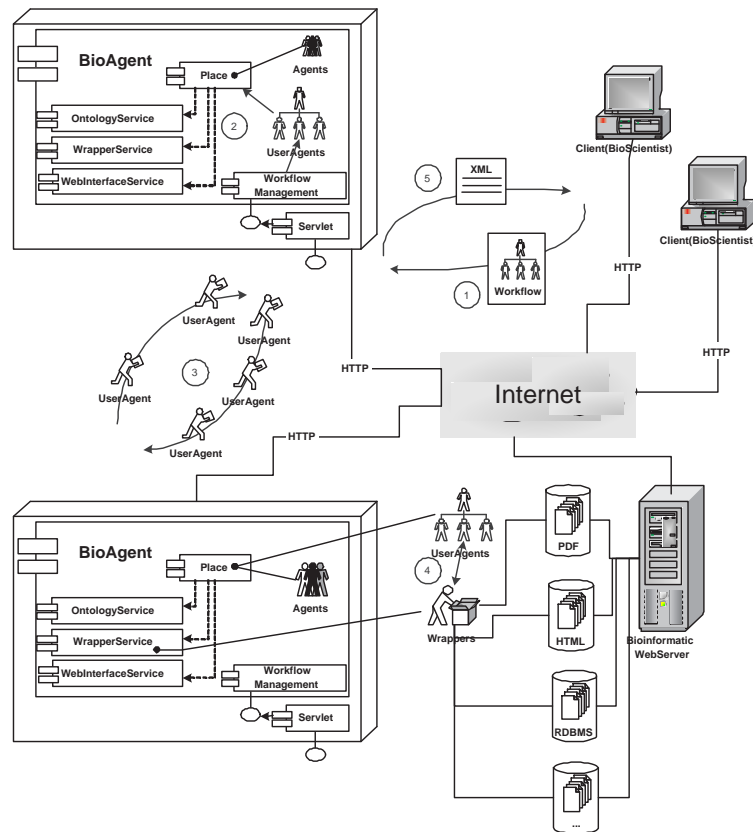 BioAgent
Place
Agents
OntologyService
2
WrapperService
UserAgents
WebInterfaceService
Workflow
Management
Servlet
Client(BioScientist)
Client(BioScientist
5
XML
1
Workflow
HTTP
HTTP
HTTP
HTTP
UserAgent
UserAgent
UserAgent
3
UserAgent
UserAgent
Internet
BioAgent
Place
Agents
OntologyService
WrapperService
WebInterfaceService
Workflow
Management
Servlet
UserAgents
4
Wrappers
PDF
HTML
RDBMS
...
Bioinformatic
WebServer